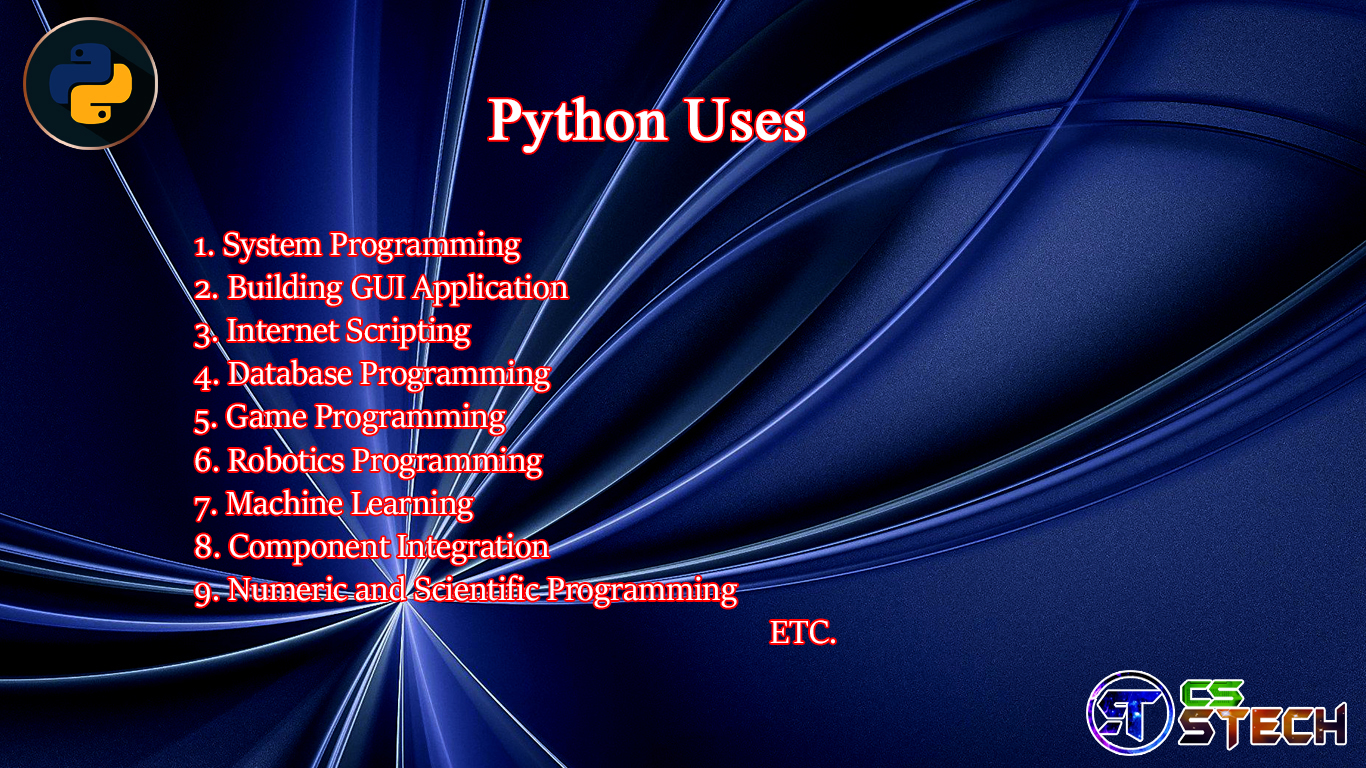 Python Uses
1. System Programming
2. Building GUI Application
3. Internet Scripting
4. Database Programming
5. Game Programming
6. Robotics Programming
7. Machine Learning
8. Component Integration
9. Numeric and Scientific Programming
ETC.
ST
CS
STECH